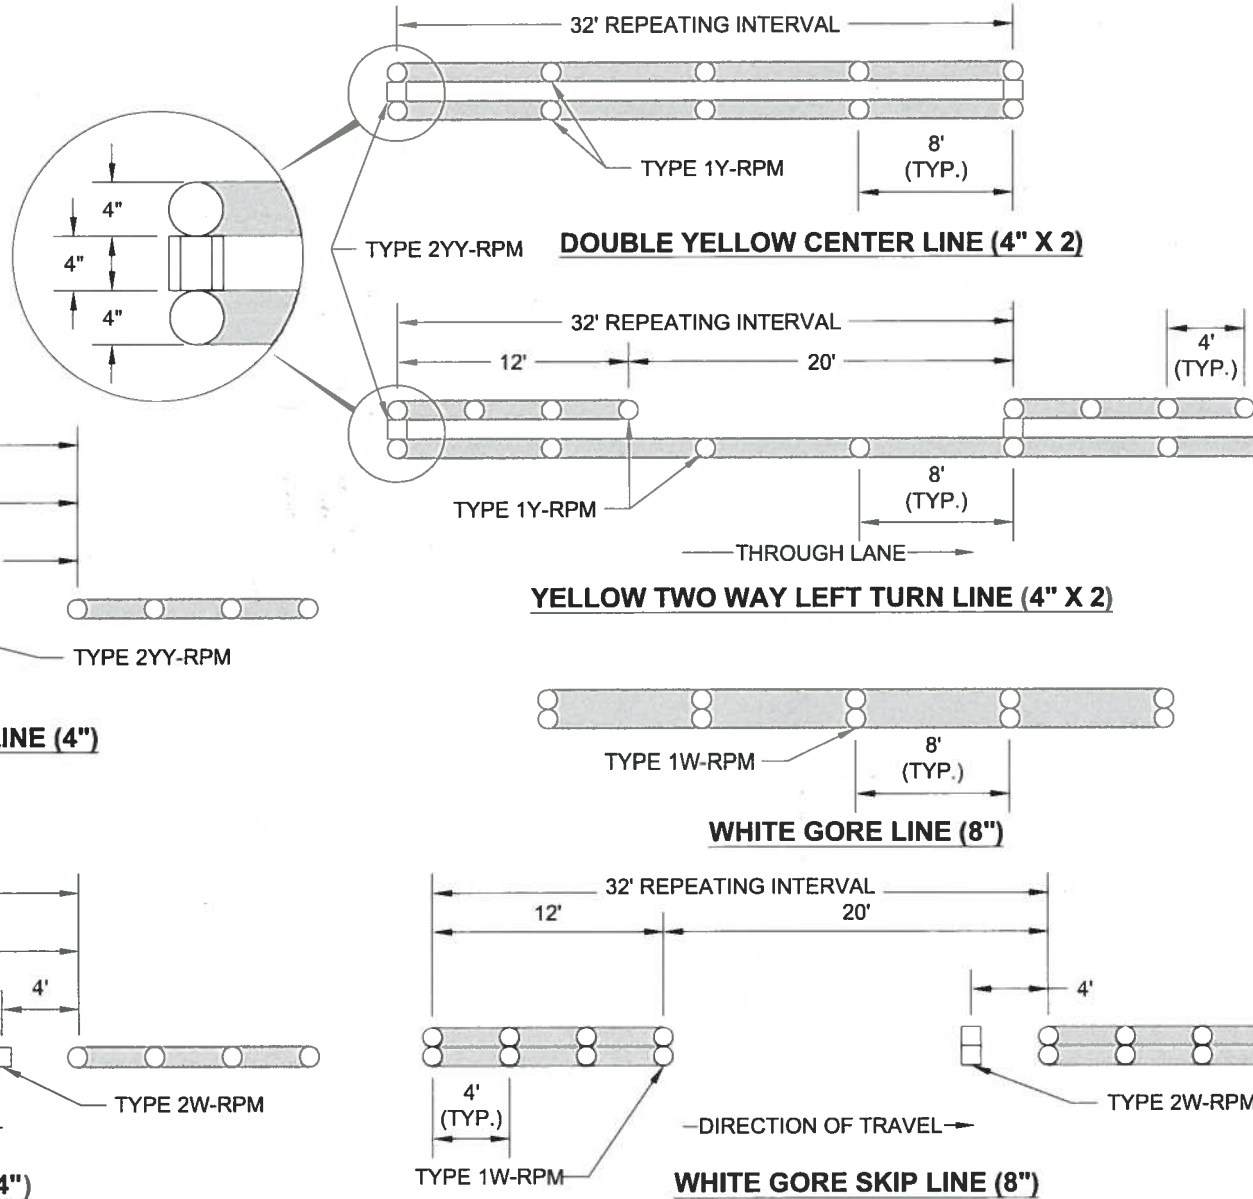 32' REPEATING INTERVAL
8'
(TYP.)
TYPE 1Y-RPM
4"
4"
4"
TYPE 2YY-RPM
DOUBLE YELLOW CENTER LINE (4" X 2)
32' REPEATING INTERVAL
12'
20'
4'
(TYP.)
TYPE 1Y-RPM
8'
(TYP.)
THROUGH LANE
YELLOW TWO WAY LEFT TURN LINE (4" X 2)
TYPE 2YY-RPM
INE (4")
TYPE 1W-RPM
8'
(TYP.)
WHITE GORE LINE (8")
32' REPEATING INTERVAL
12'
20'
4'
4'
TYPE 2W-RPM
4'
(TYP.)
TYPE 1W-RPM
DIRECTION OF TRAVEL
TYPE 2W-RPM
4")
WHITE GORE SKIP LINE (8")